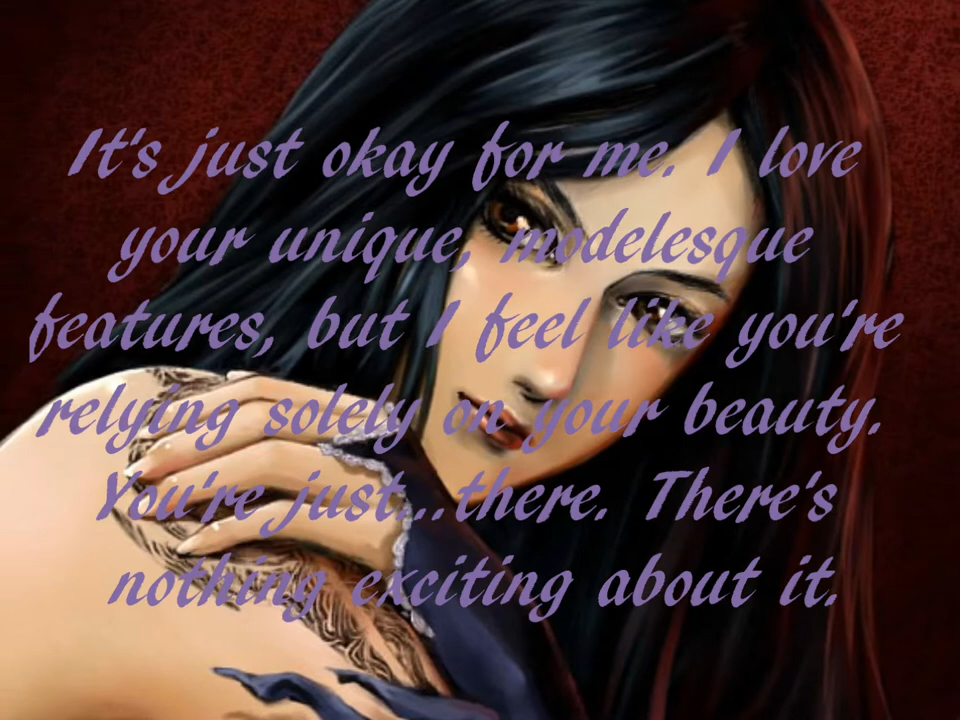 It's just okay for me. I love
your unique, modelesque
features, but I feel like you're
relying solely on your beauty.
You're just...there. There's
nothing exciting about it.